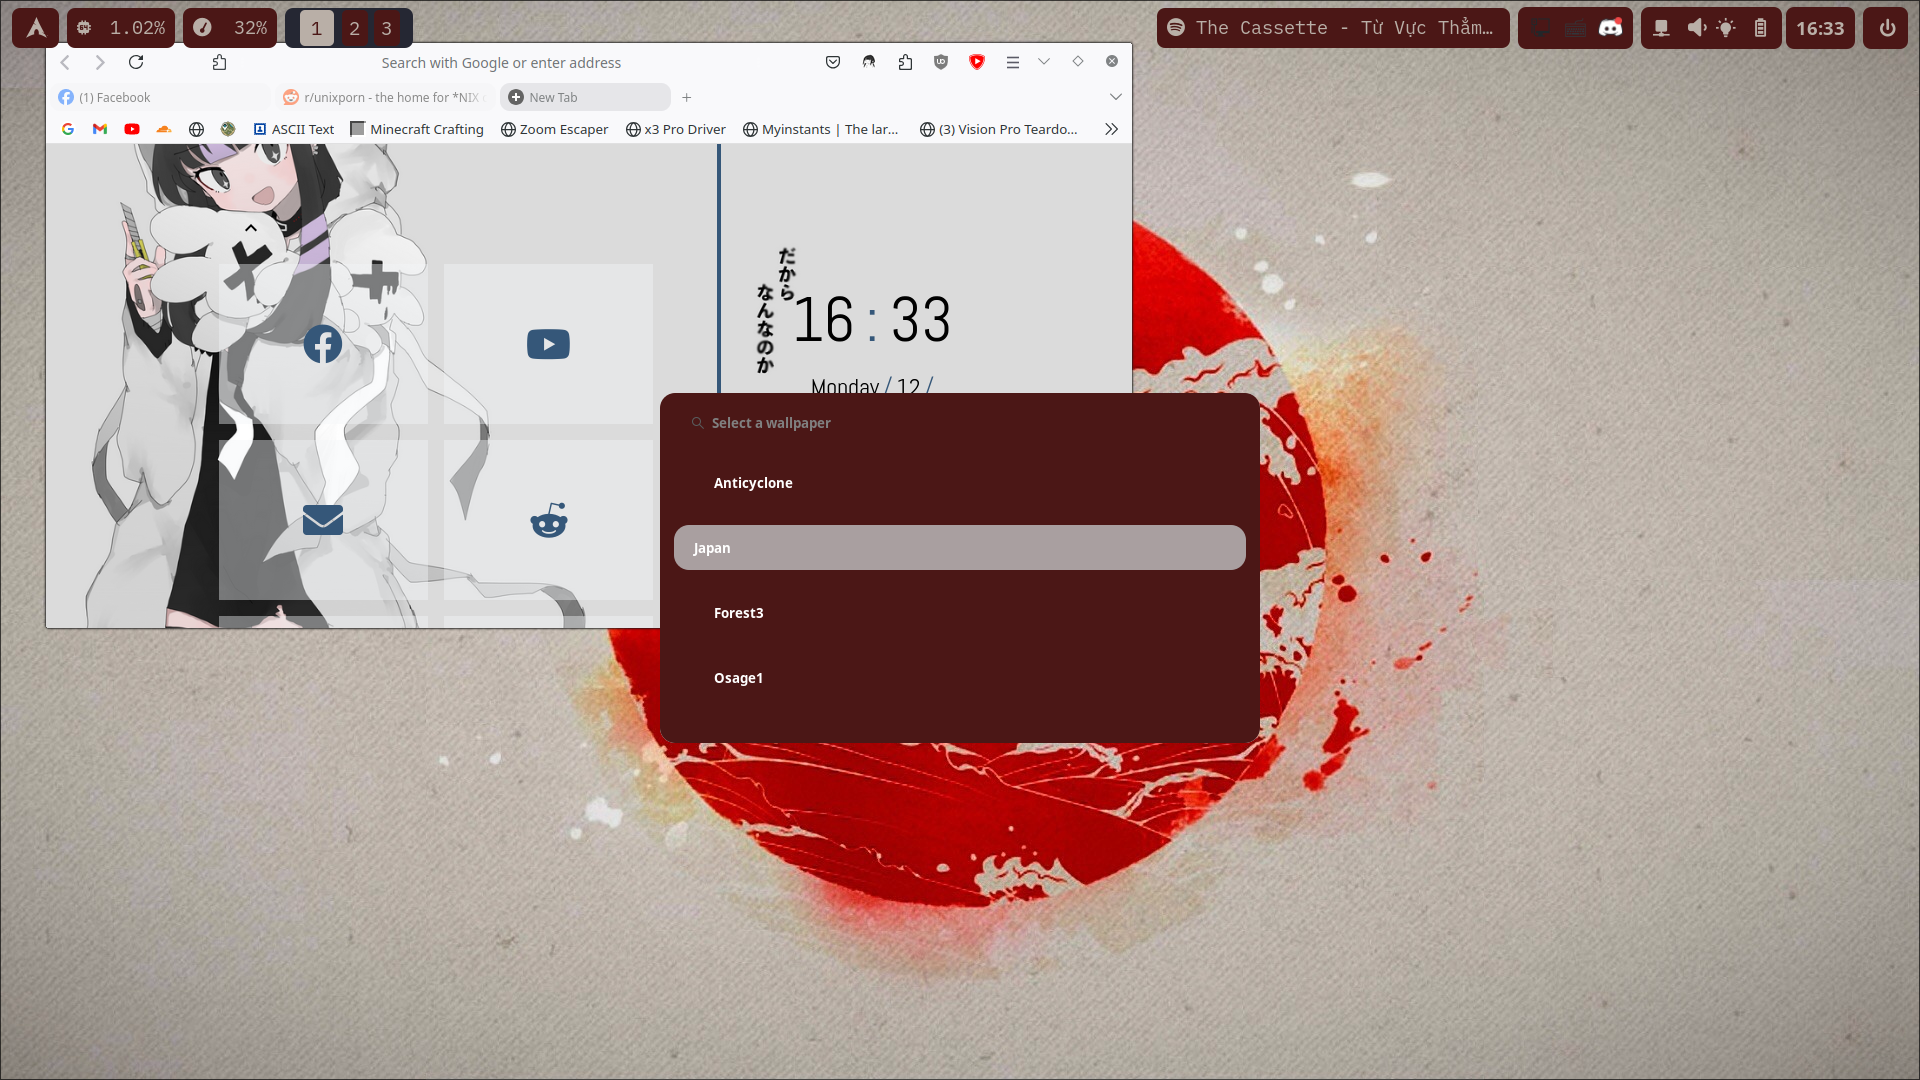 1.02%
32%
1 2 3
The Cassette - Từ Vực Thẳm…
16:33
Search with Google or enter address
(1) Facebook
r/unixporn - the home for *NIX
New Tab
ASCII Text
Minecraft Crafting
Zoom Escaper
x3 Pro Driver
Myinstants | The lar...
(3) Vision Pro Teardo...
だから
なんなのか
16 : 33
Monday / 12 /
Select a wallpaper
Anticyclone
Japan
Forest3
Osage1